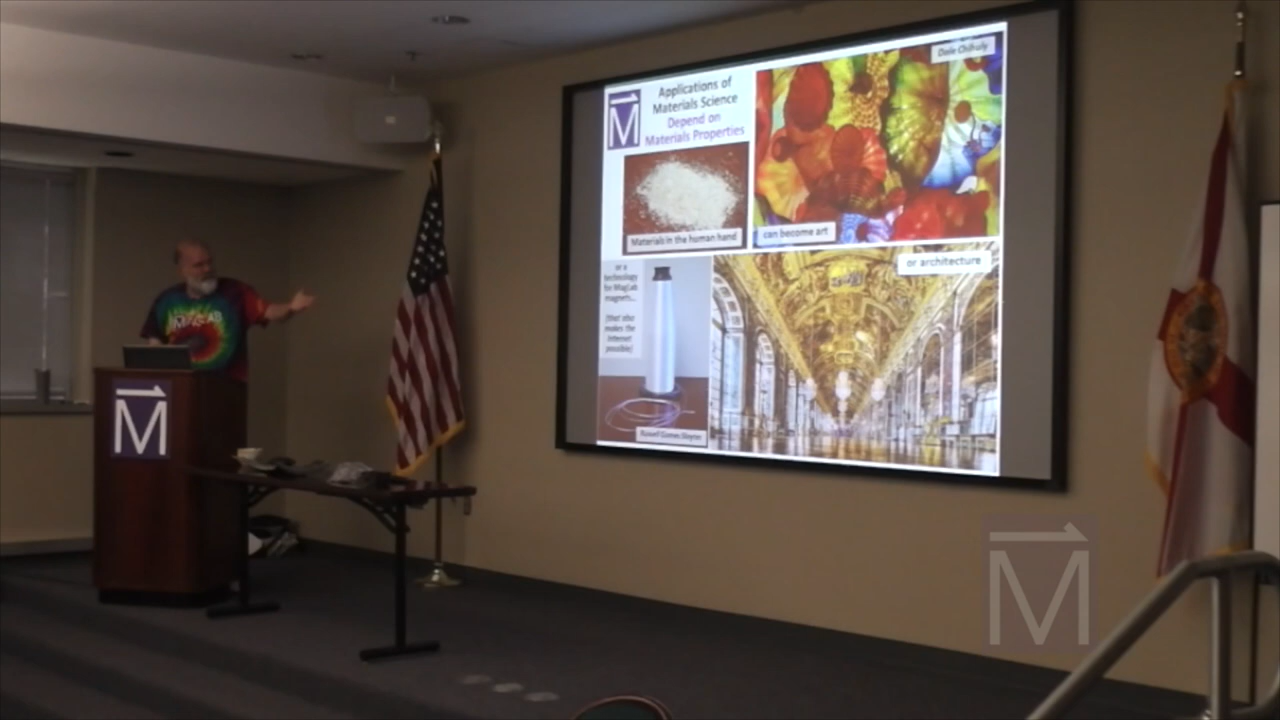 Applications of
Materials Science
Depend on
Materials Properties
M
Dale Chihuly
Materials in the human hand
can become art
or a
technology
for MagLab
magnets...
(that also
makes the
Internet
possible)
or architecture
MAGLAB
M
M